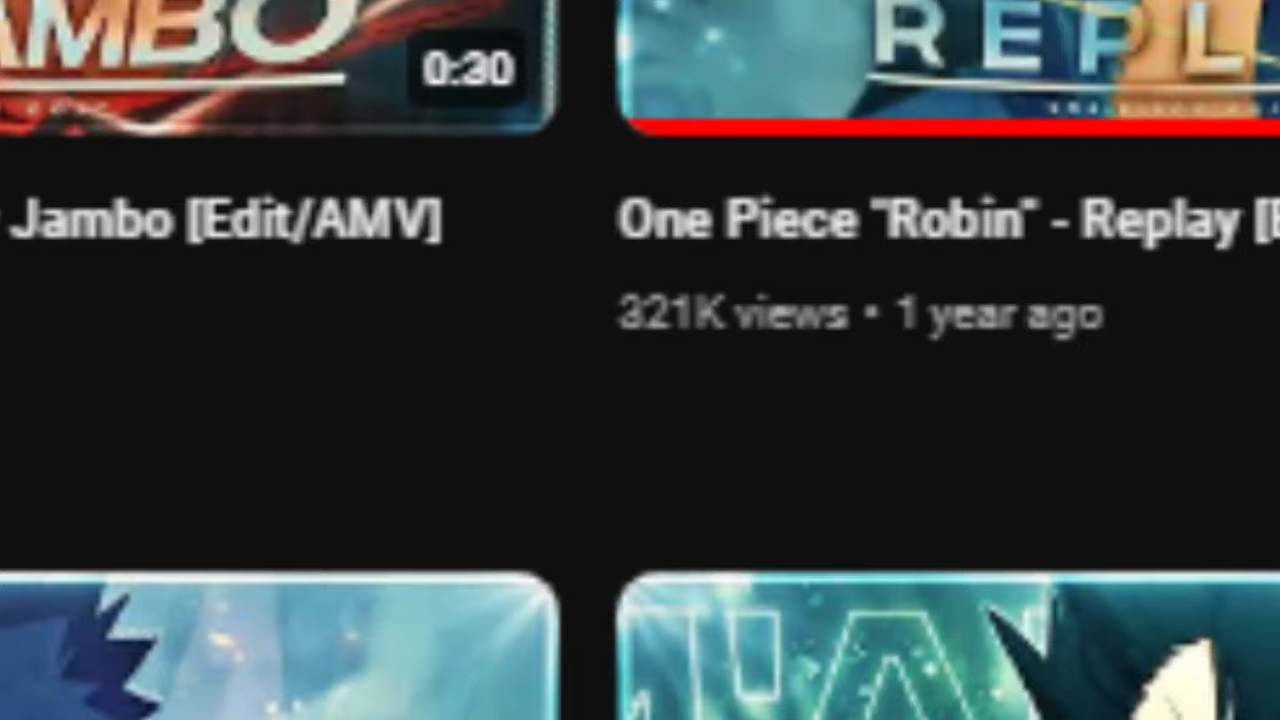 AMBO
0:30
REPL
Jambo [Edit/AMV]
One Piece "Robin" - Replay [E
321K views • 1 year ago